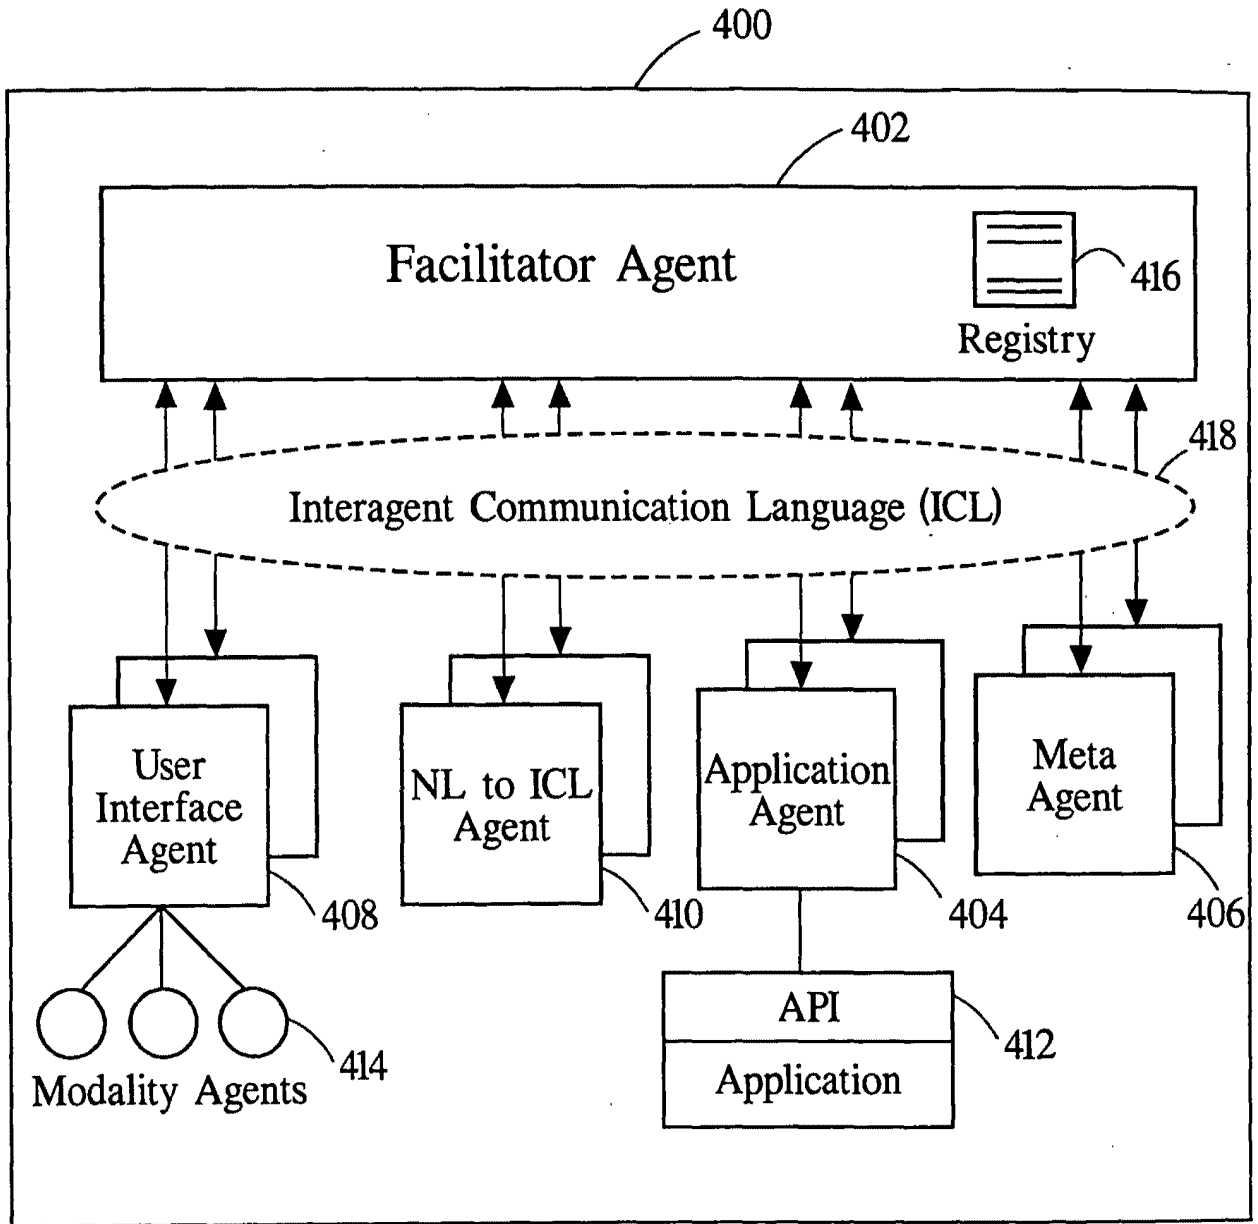 400
402
Facilitator Agent
416
Registry
418
Interagent Communication Language (ICL)
User
Interface
Agent
408
NL to ICL
Agent
410
Application
Agent
404
Meta
Agent
406
414
Modality Agents
API
412
Application